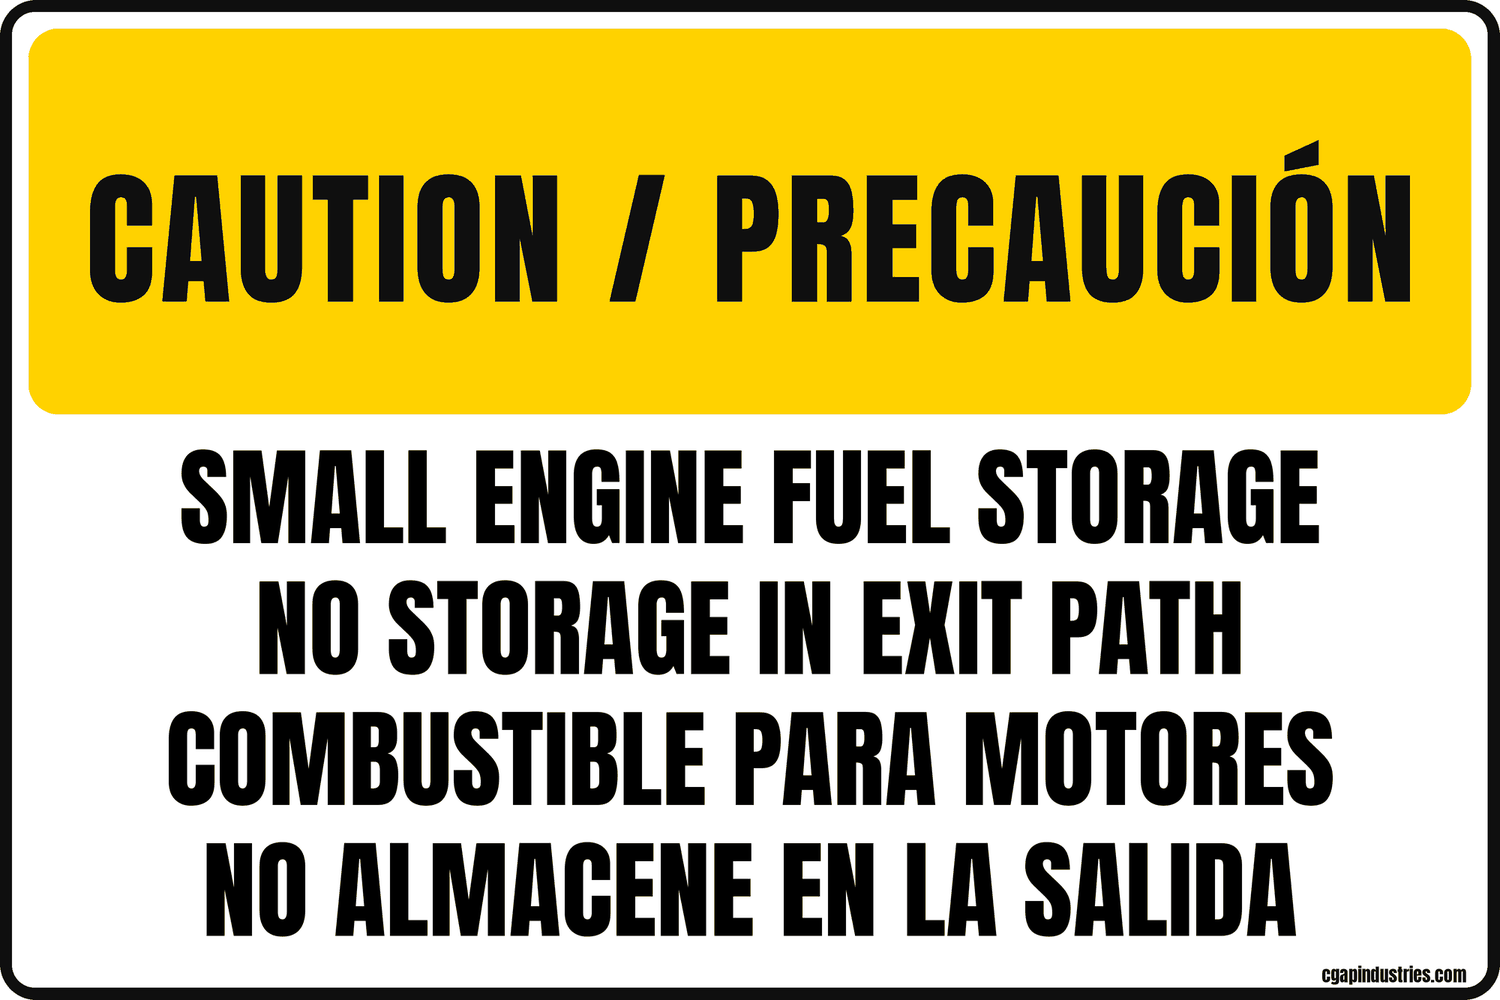 CAUTION / PRECAUCIÓN
SMALL ENGINE FUEL STORAGE
NO STORAGE IN EXIT PATH
COMBUSTIBLE PARA MOTORES
NO ALMACENE EN LA SALIDA
cgapindustries.com